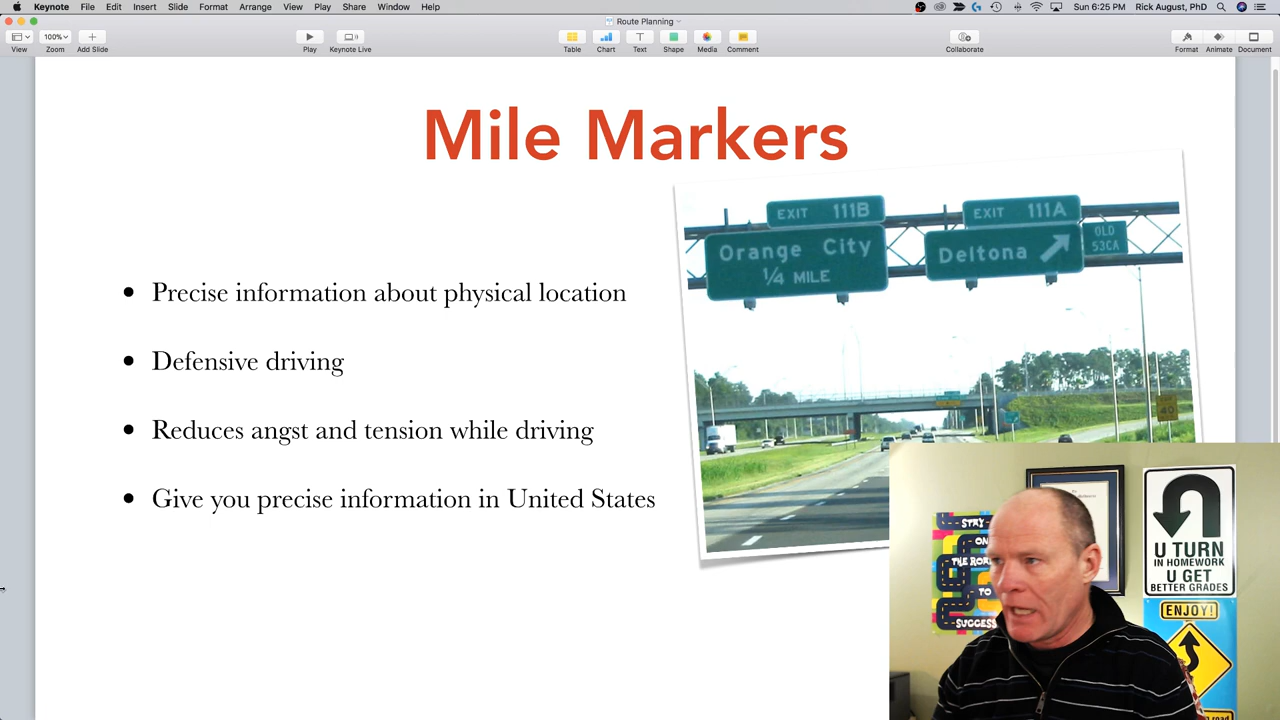 Keynote File Edit Insert Slide Format Arrange View Play Share Window Help Sun 6:25 PM Rick August, PhD
Route Planning
100%
View Zoom Add Slide Play Keynote Live Table Chart Text Shape Media Comment Collaborate Format Animate Document
Mile Markers
Precise information about physical location
Defensive driving
Reduces angst and tension while driving
Give you precise information in United States
EXIT 111B
Orange City
1/4 MILE
EXIT 111A
Deltona
OLD
53CA
40
STAY
ON
THE ROAD
TO
SUCCESS
U TURN
IN HOMEWORK
U GET
BETTER GRADES
ENJOY!